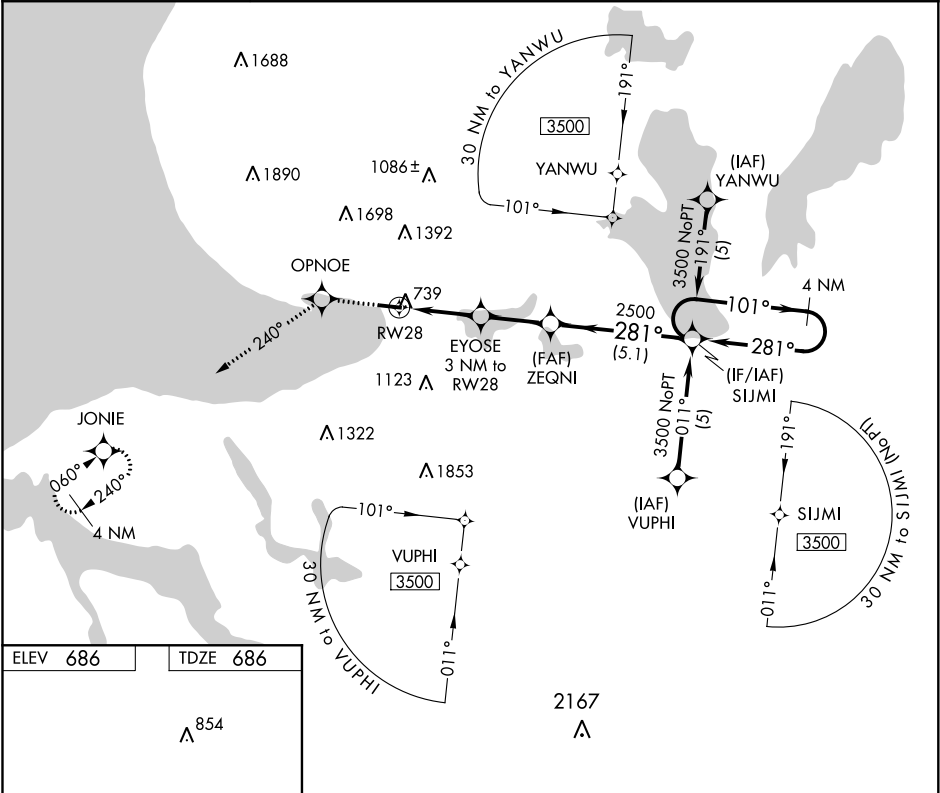 1688
30 NM to YANWU
191°
3500
YANWU
101°
1890
1086±
1698
1392
(IAF)
YANWU
3500 NoPT
191°
(5)
4 NM
101°
OPNOE
739
RW28
240°
EYOSE
3 NM to
RW28
(FAF)
ZEQNI
2500
281°
(5.1)
281°
(IF/IAF)
SIJMI
1123
3500 NoPT
011°
(5)
(IAF)
VUPHI
JONIE
060°
240°
4 NM
1322
1853
191°
SIJMI
3500
011°
30 NM to SIJMI (NoPT)
101°
VUPHI
3500
30 NM to VUPHI
011°
ELEV 686
TDZE 686
854
2167